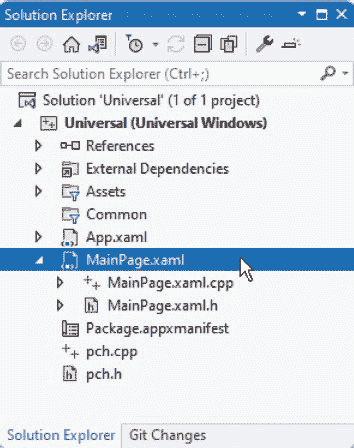 Solution Explorer
Search Solution Explorer (Ctrl+;)
Solution 'Universal' (1 of 1 project)
Universal (Universal Windows)
References
External Dependencies
Assets
Common
App.xaml
MainPage.xaml
MainPage.xaml.cpp
MainPage.xaml.h
Package.appxmanifest
pch.cpp
pch.h
Solution Explorer Git Changes